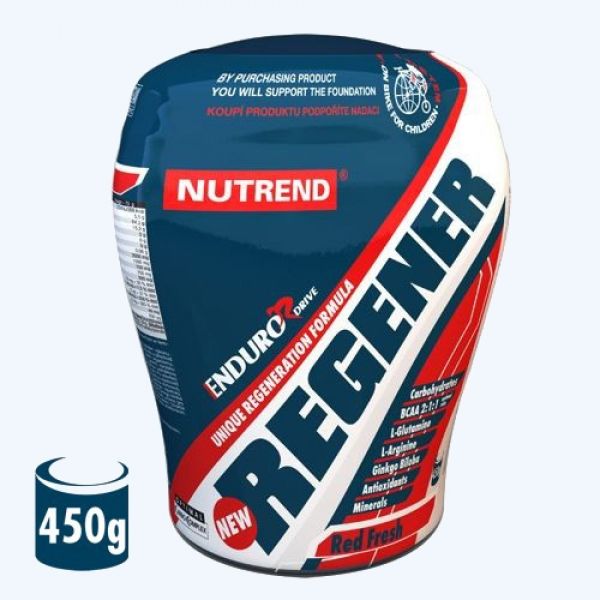 BY PURCHASING PRODUCT
YOU WILL SUPPORT THE FOUNDATION
KOUPÍ PRODUKTU PODPOŘÍTE NADACI
BIKE FOR CHILDREN
NUTREND®
ENDURO DRIVE
UNIQUE REGENERATION FORMULA
REGENER
NEW
Carbohydrates
BCAA 2:1:1
L-Glutamine
L-Arginine
Ginkgo Biloba
Antioxidants
Minerals
Red Fresh
450g